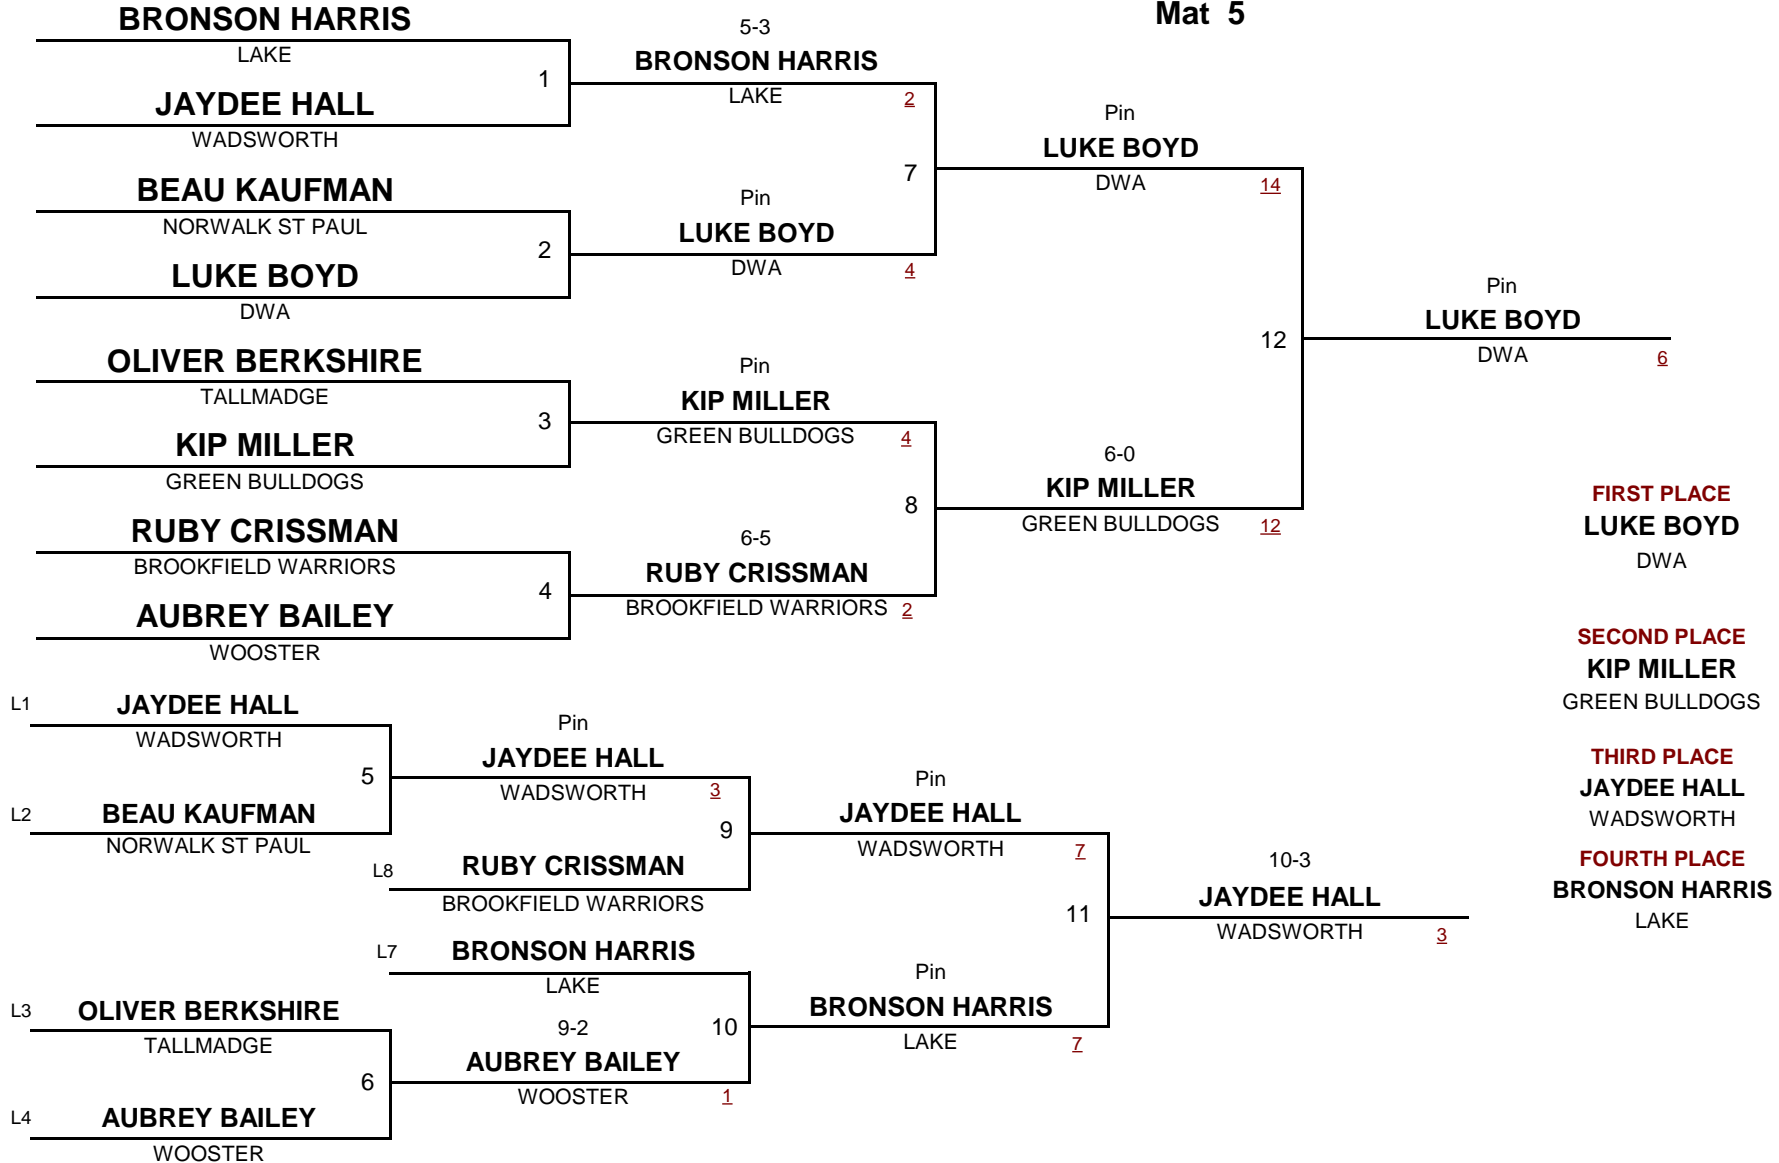 Mat 5
BRONSON HARRIS
LAKE
1
JAYDEE HALL
WADSWORTH
BEAU KAUFMAN
NORWALK ST PAUL
2
LUKE BOYD
DWA
OLIVER BERKSHIRE
TALLMADGE
3
KIP MILLER
GREEN BULLDOGS
RUBY CRISSMAN
BROOKFIELD WARRIORS
4
AUBREY BAILEY
WOOSTER
5-3
BRONSON HARRIS
LAKE 2
7
Pin
LUKE BOYD
DWA 4
Pin
KIP MILLER
GREEN BULLDOGS 4
8
6-5
RUBY CRISSMAN
BROOKFIELD WARRIORS 2
Pin
LUKE BOYD
DWA 14
12
6-0
KIP MILLER
GREEN BULLDOGS 12
Pin
LUKE BOYD
DWA 6
FIRST PLACE
LUKE BOYD
DWA
SECOND PLACE
KIP MILLER
GREEN BULLDOGS
THIRD PLACE
JAYDEE HALL
WADSWORTH
FOURTH PLACE
BRONSON HARRIS
LAKE
L1 JAYDEE HALL
WADSWORTH
5
L2 BEAU KAUFMAN
NORWALK ST PAUL
L3 OLIVER BERKSHIRE
TALLMADGE
6
L4 AUBREY BAILEY
WOOSTER
Pin
JAYDEE HALL
WADSWORTH 3
9
L8 RUBY CRISSMAN
BROOKFIELD WARRIORS
L7 BRONSON HARRIS
LAKE
9-2 10
AUBREY BAILEY
WOOSTER 1
Pin
JAYDEE HALL
WADSWORTH 7
11
Pin
BRONSON HARRIS
LAKE 7
10-3
JAYDEE HALL
WADSWORTH 3